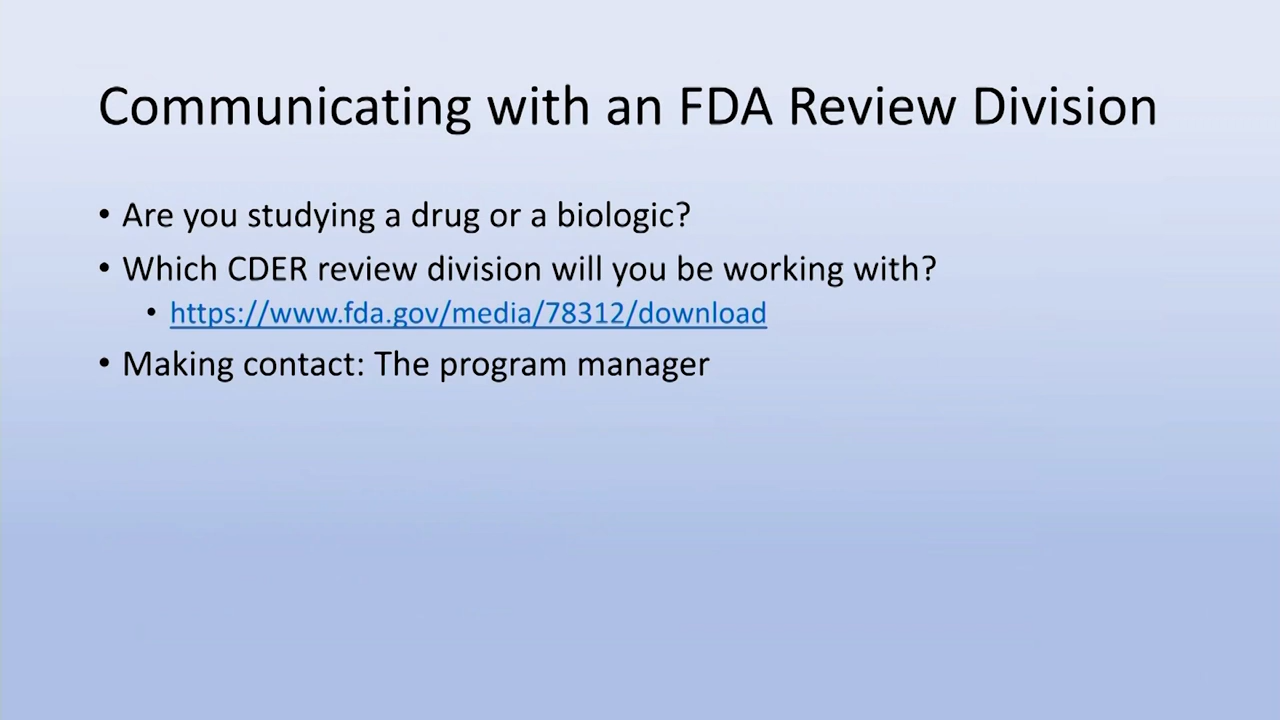 Communicating with an FDA Review Division
• Are you studying a drug or a biologic?
• Which CDER review division will you be working with?
• https://www.fda.gov/media/78312/download
• Making contact: The program manager